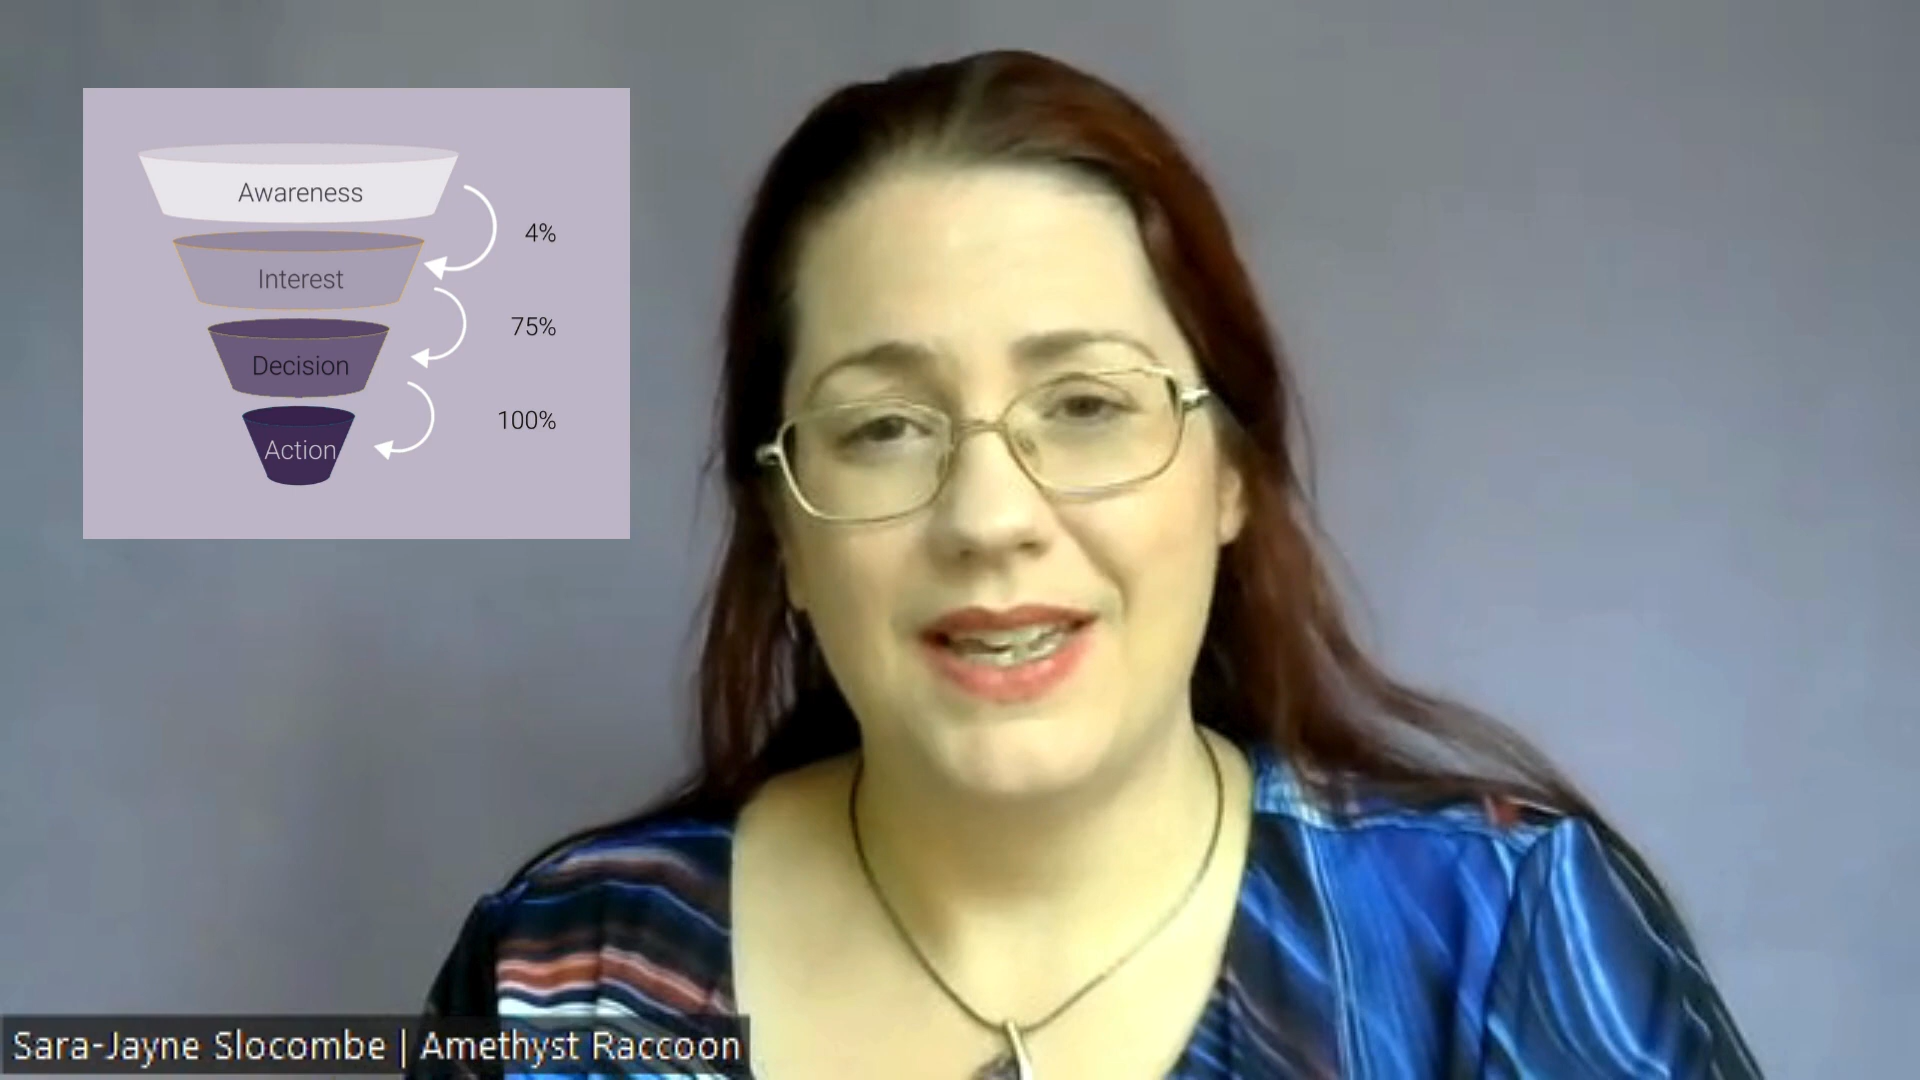 Awareness
4%
Interest
75%
Decision
100%
Action
Sara-Jayne Slocombe | Amethyst Raccoon